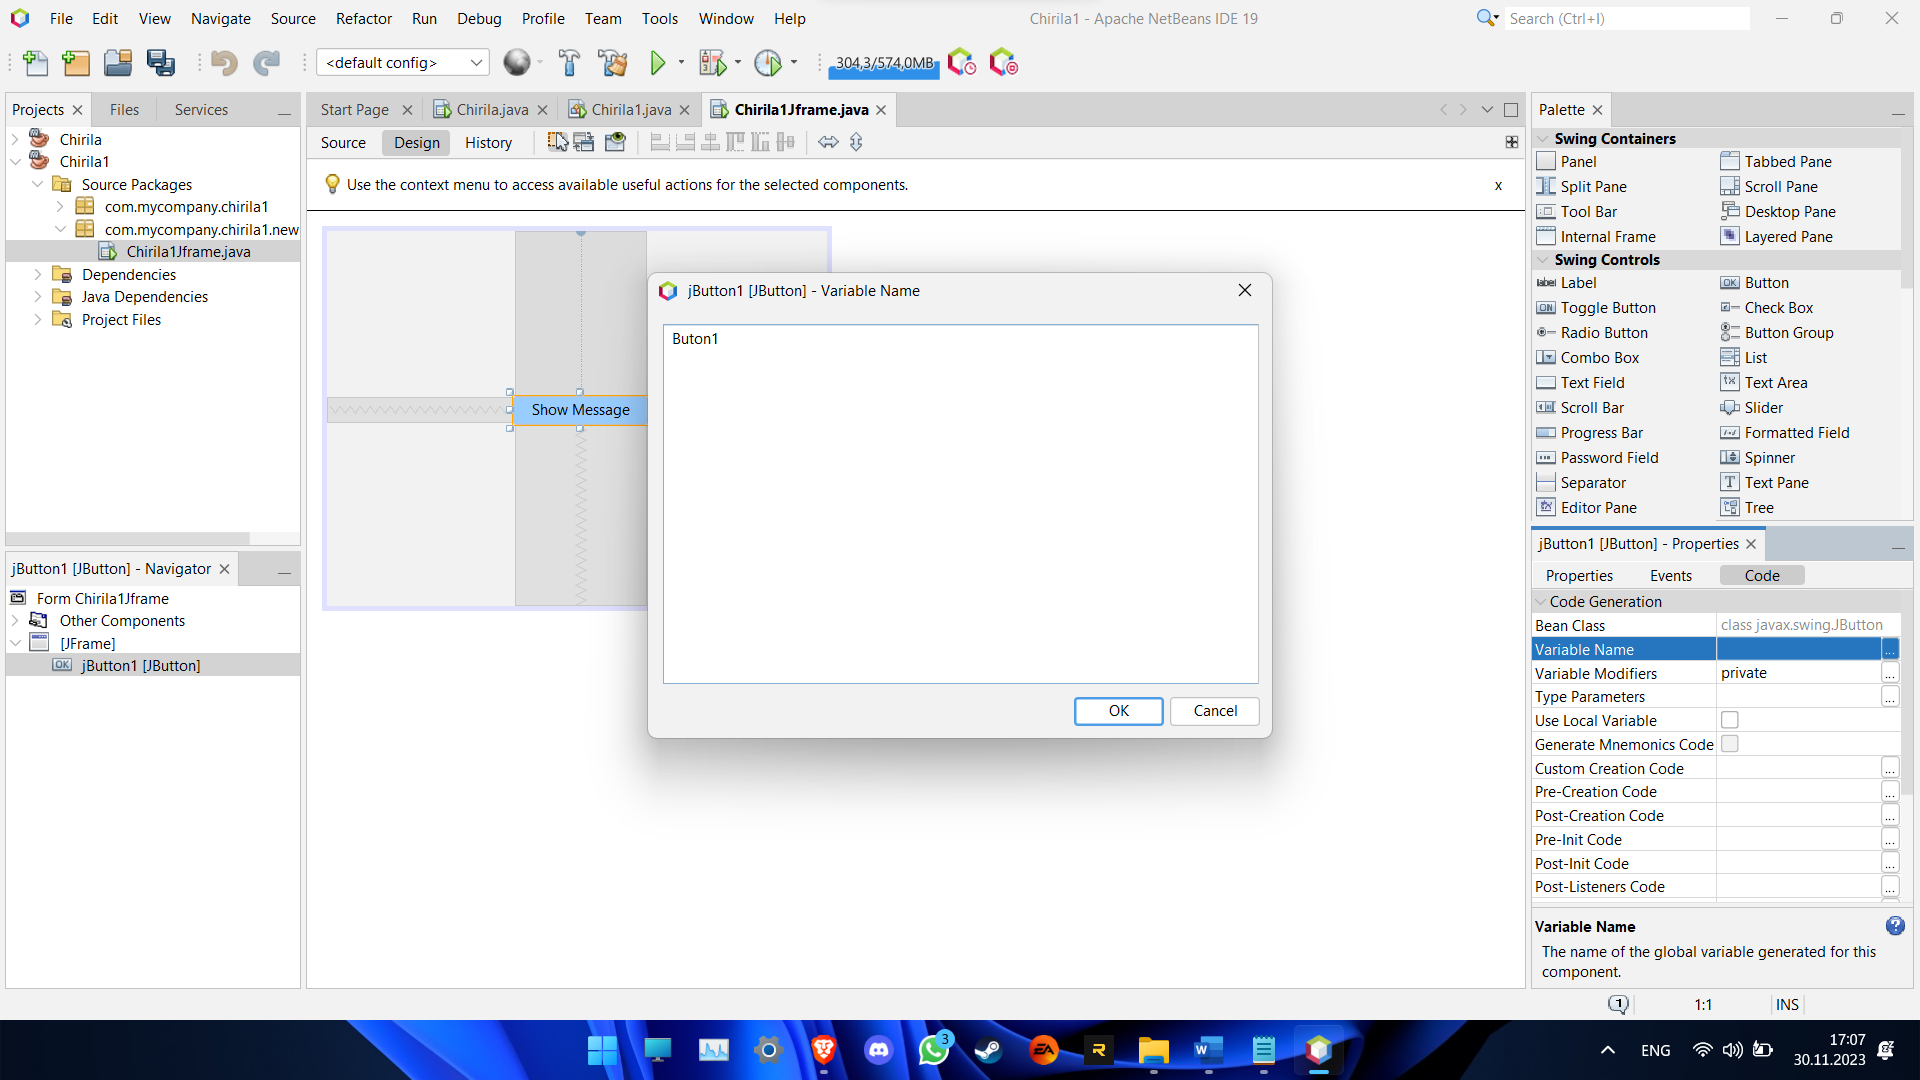 File Edit View Navigate Source Refactor Run Debug Profile Team Tools Window Help
Chirila1 - Apache NetBeans IDE 19
Search (Ctrl+I)
<default config>
304,3/574,0MB
Projects Files Services
Start Page Chirila.java Chirila1.java Chirila1Jframe.java
Palette
Source Design History
Use the context menu to access available useful actions for the selected components.
x
Chirila
Chirila1
Source Packages
com.mycompany.chirila1
com.mycompany.chirila1.new
Chirila1Jframe.java
Dependencies
Java Dependencies
Project Files
jButton1 [JButton] - Navigator
Form Chirila1Jframe
Other Components
[JFrame]
jButton1 [JButton]
Show Message
jButton1 [JButton] - Variable Name
Buton1
OK Cancel
Swing Containers
Panel Tabbed Pane
Split Pane Scroll Pane
Tool Bar Desktop Pane
Internal Frame Layered Pane
Swing Controls
Label Button
Toggle Button Check Box
Radio Button Button Group
Combo Box List
Text Field Text Area
Scroll Bar Slider
Progress Bar Formatted Field
Password Field Spinner
Separator Text Pane
Editor Pane Tree
jButton1 [JButton] - Properties
Properties Events Code
Code Generation
Bean Class class javax.swing.JButton
Variable Name ...
Variable Modifiers private ...
Type Parameters ...
Use Local Variable
Generate Mnemonics Code
Custom Creation Code ...
Pre-Creation Code ...
Post-Creation Code ...
Pre-Init Code ...
Post-Init Code ...
Post-Listeners Code ...
Variable Name
The name of the global variable generated for this
component.
1 1:1 INS
3
ENG
17:07
30.11.2023